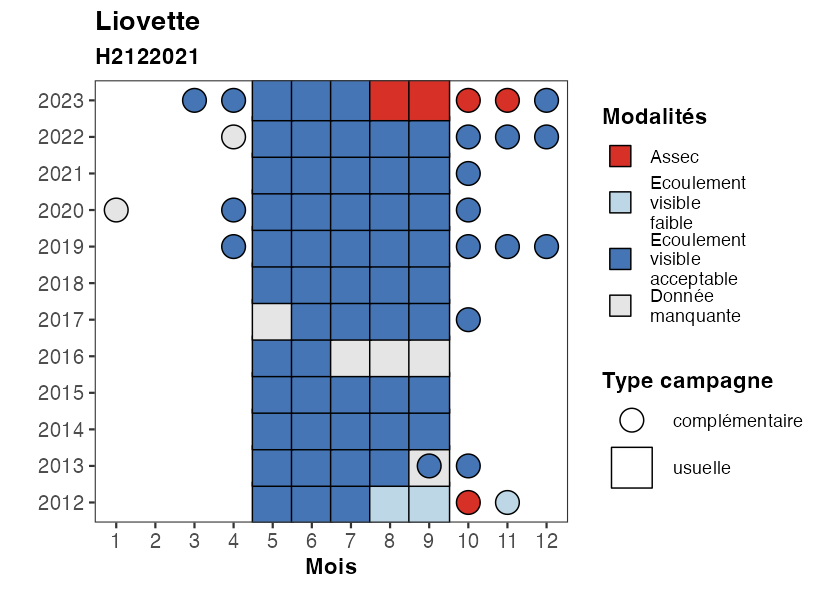 Liovette
H2122021
2023
2022
2021
2020
2019
2018
2017
2016
2015
2014
2013
2012
1 2 3 4 5 6 7 8 9 10 11 12
Mois
Modalités
Assec
Ecoulement
visible
faible
Ecoulement
visible
acceptable
Donnée
manquante
Type campagne
complémentaire
usuelle